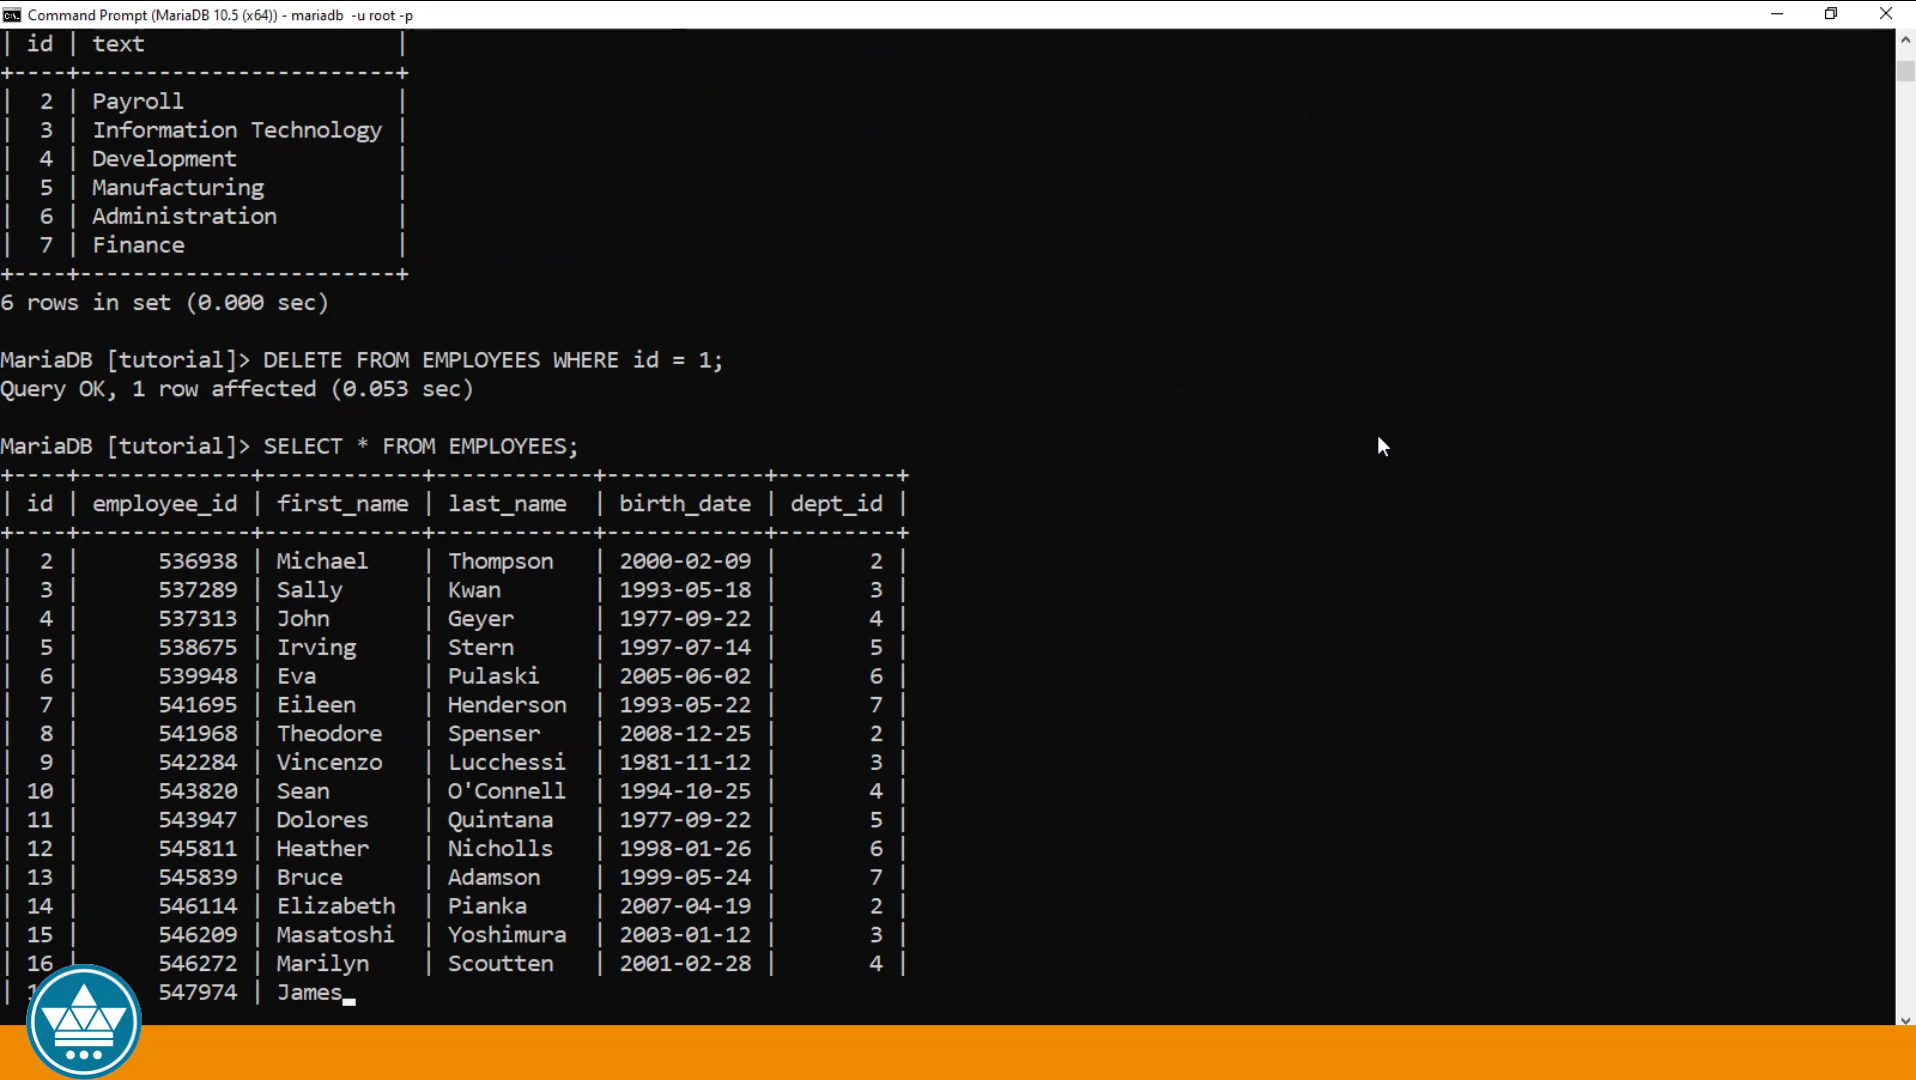 Command Prompt (MariaDB 10.5 (x64)) - mariadb  -u root -p
| id | text                   |
+----+------------------------+
|  2 | Payroll                |
|  3 | Information Technology |
|  4 | Development            |
|  5 | Manufacturing          |
|  6 | Administration         |
|  7 | Finance                |
+----+------------------------+
6 rows in set (0.000 sec)
MariaDB [tutorial]> DELETE FROM EMPLOYEES WHERE id = 1;
Query OK, 1 row affected (0.053 sec)
MariaDB [tutorial]> SELECT * FROM EMPLOYEES;
+----+-------------+------------+------------+------------+---------+
| id | employee_id | first_name | last_name  | birth_date | dept_id |
+----+-------------+------------+------------+------------+---------+
|  2 |      536938 | Michael    | Thompson   | 2000-02-09 |       2 |
|  3 |      537289 | Sally      | Kwan       | 1993-05-18 |       3 |
|  4 |      537313 | John       | Geyer      | 1977-09-22 |       4 |
|  5 |      538675 | Irving     | Stern      | 1997-07-14 |       5 |
|  6 |      539948 | Eva        | Pulaski    | 2005-06-02 |       6 |
|  7 |      541695 | Eileen     | Henderson  | 1993-05-22 |       7 |
|  8 |      541968 | Theodore   | Spenser    | 2008-12-25 |       2 |
|  9 |      542284 | Vincenzo   | Lucchessi  | 1981-11-12 |       3 |
| 10 |      543820 | Sean       | O'Connell  | 1994-10-25 |       4 |
| 11 |      543947 | Dolores    | Quintana   | 1977-09-22 |       5 |
| 12 |      545811 | Heather    | Nicholls   | 1998-01-26 |       6 |
| 13 |      545839 | Bruce      | Adamson    | 1999-05-24 |       7 |
| 14 |      546114 | Elizabeth  | Pianka     | 2007-04-19 |       2 |
| 15 |      546209 | Masatoshi  | Yoshimura  | 2003-01-12 |       3 |
| 16 |      546272 | Marilyn    | Scoutten   | 2001-02-28 |       4 |
|      547974 | James